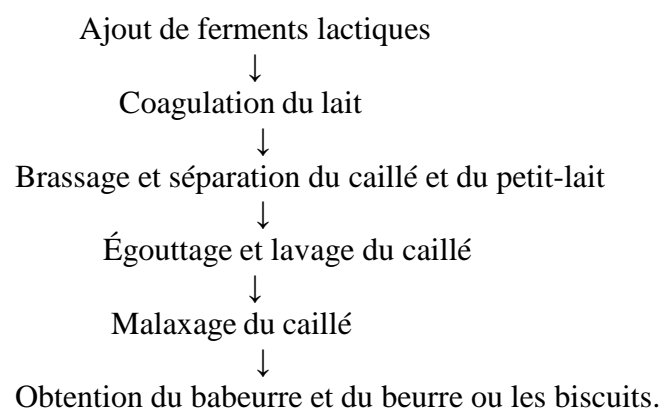 Ajout de ferments lactiques
↓
Coagulation du lait
↓
Brassage et séparation du caillé et du petit-lait
↓
Égouttage et lavage du caillé
↓
Malaxage du caillé
↓
Obtention du babeurre et du beurre ou les biscuits.